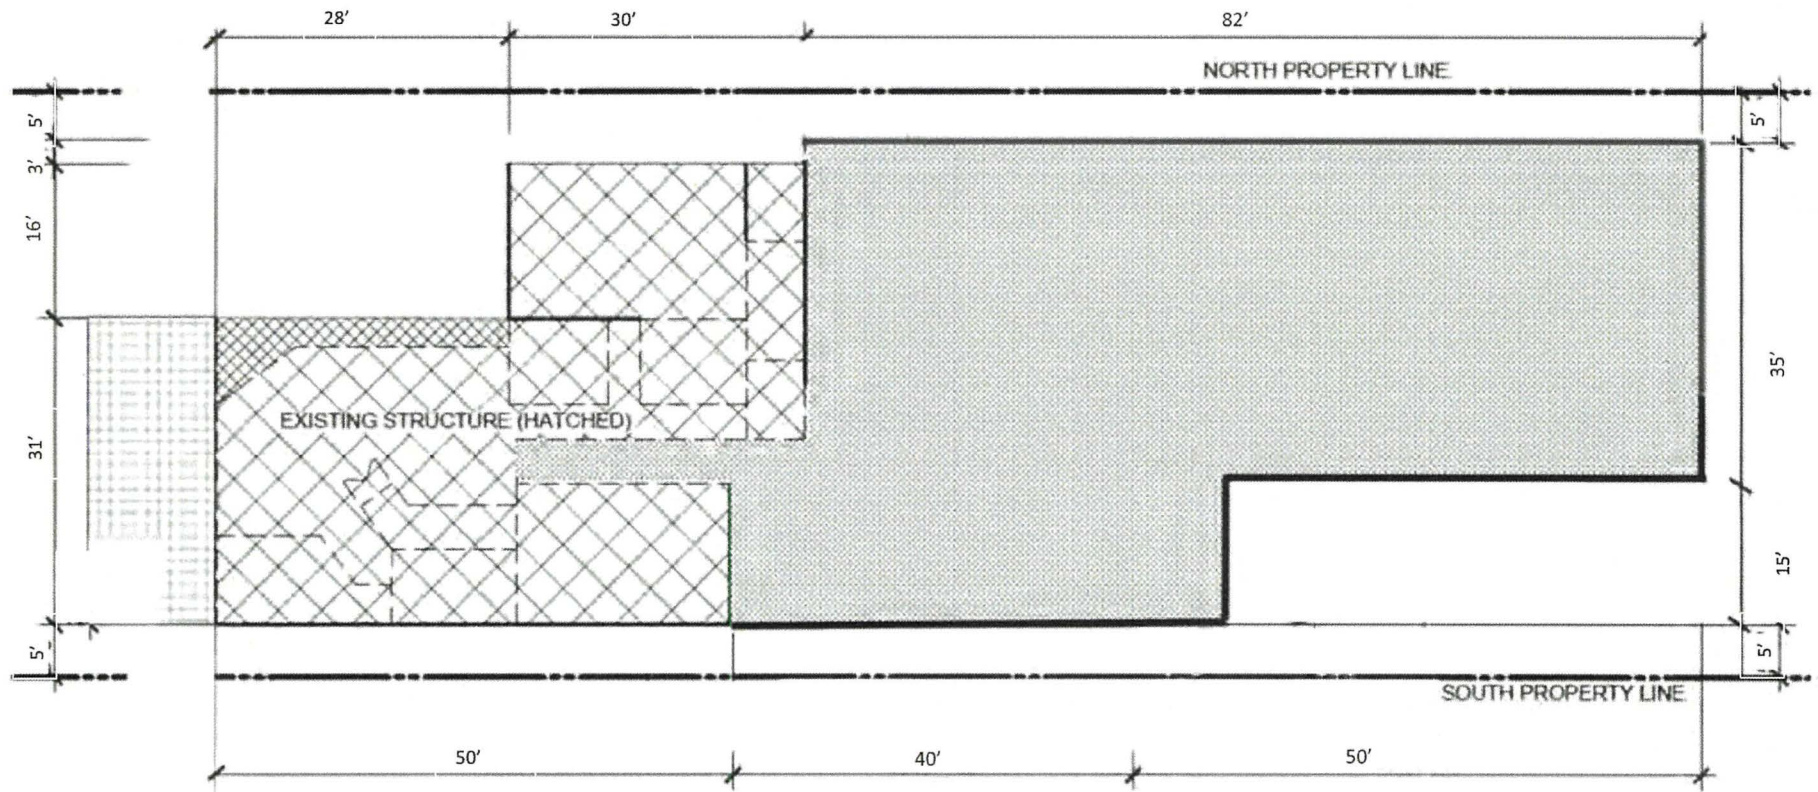 28’ 30’ 82’
NORTH PROPERTY LINE
5’ 5’
3’
16’
35’
EXISTING STRUCTURE (HATCHED)
31’
15’
5’ 5’
SOUTH PROPERTY LINE
50’ 40’ 50’